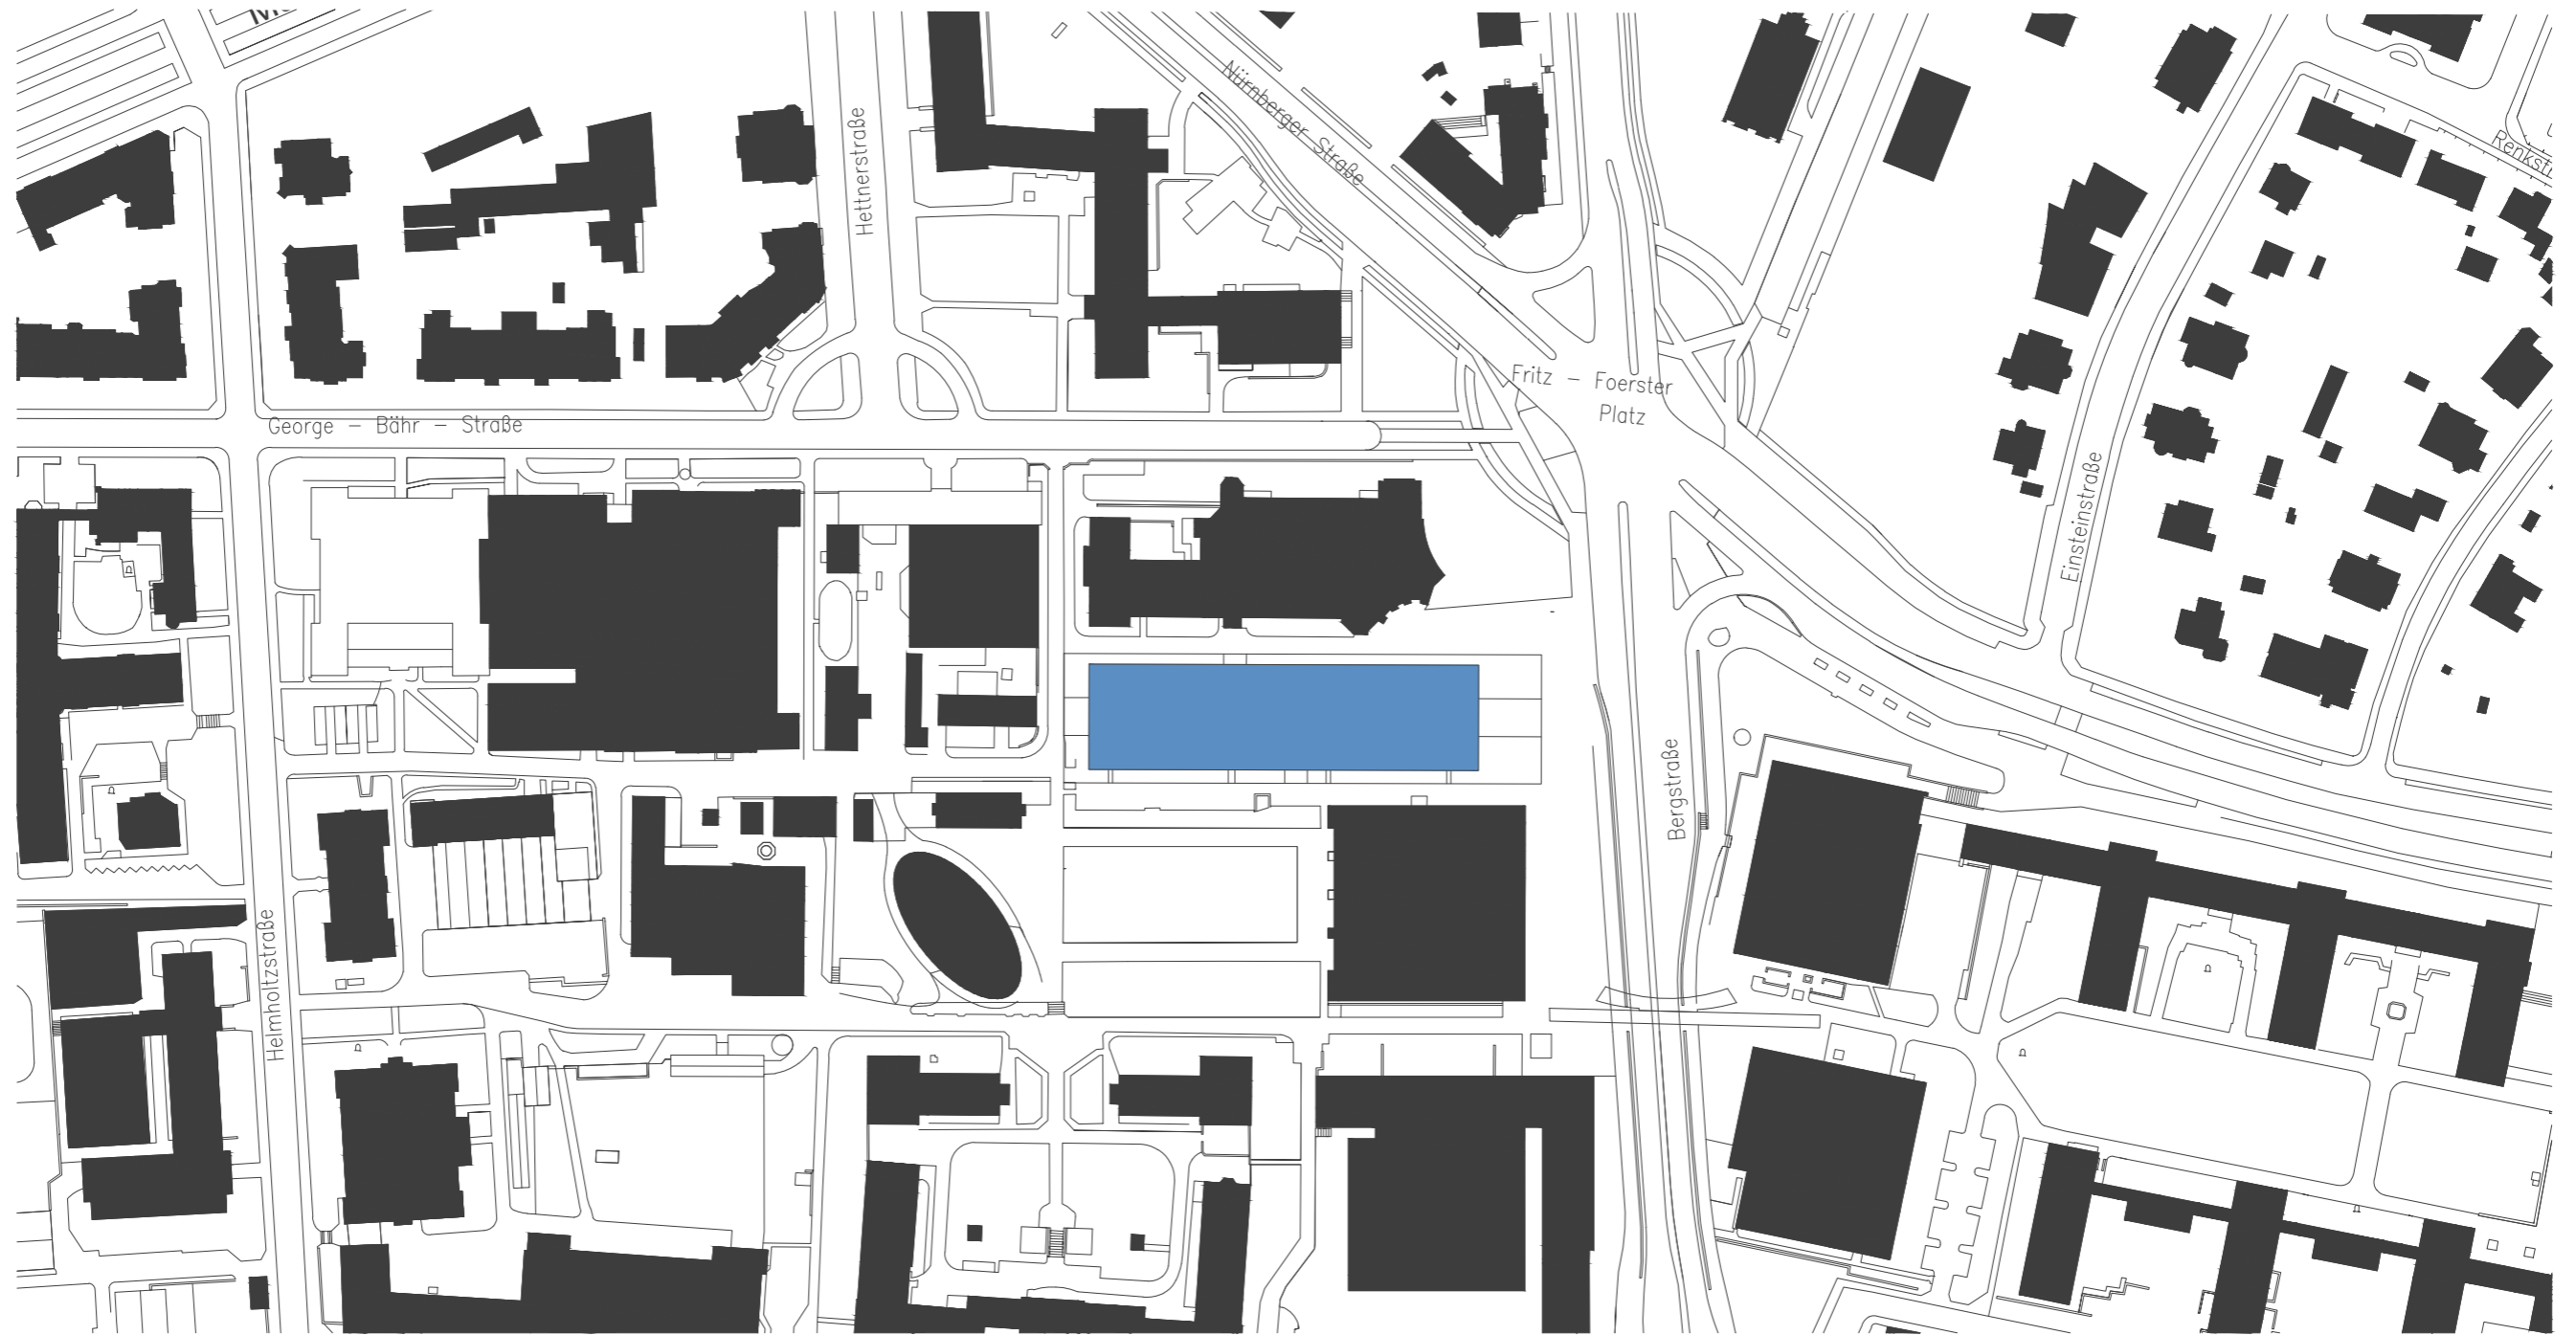 Nürnberger Straße
Hettnerstraße
Fritz – Foerster
Platz
George – Bähr – Straße
Einsteinstraße
Bergstraße
Helmholtzstraße